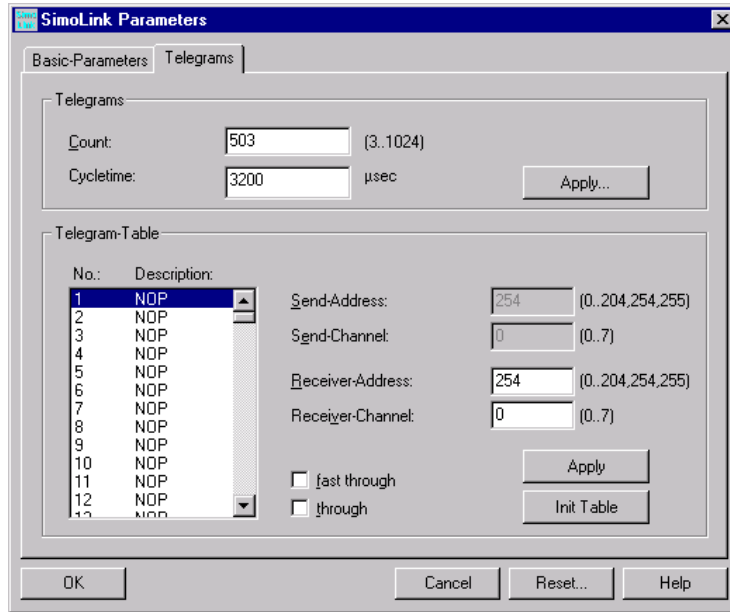 Simo Link SimoLink Parameters
Basic-Parameters Telegrams
Telegrams
Count: 503 (3..1024)
Cycletime: 3200 µsec Apply...
Telegram-Table
No.: Description:
1 NOP
2 NOP
3 NOP
4 NOP
5 NOP
6 NOP
7 NOP
8 NOP
9 NOP
10 NOP
11 NOP
12 NOP
13 NOP
Send-Address: 254 (0..204,254,255)
Send-Channel: 0 (0..7)
Receiver-Address: 254 (0..204,254,255)
Receiver-Channel: 0 (0..7)
fast through
through
Apply
Init Table
OK Cancel Reset... Help